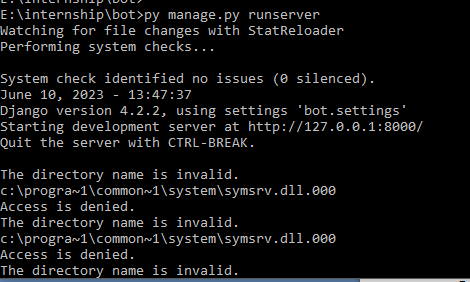 E:\internship\bot>py manage.py runserver
Watching for file changes with StatReloader
Performing system checks...
System check identified no issues (0 silenced).
June 10, 2023 - 13:47:37
Django version 4.2.2, using settings 'bot.settings'
Starting development server at http://127.0.0.1:8000/
Quit the server with CTRL-BREAK.
The directory name is invalid.
c:\progra~1\common~1\system\symsrv.dll.000
Access is denied.
The directory name is invalid.
c:\progra~1\common~1\system\symsrv.dll.000
Access is denied.
The directory name is invalid.